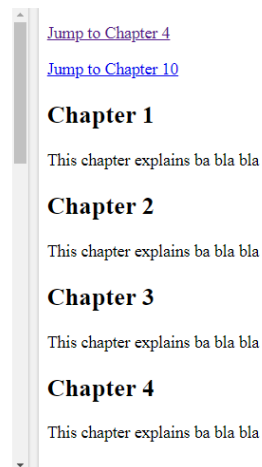 Jump to Chapter 4
Jump to Chapter 10
Chapter 1
This chapter explains ba bla bla
Chapter 2
This chapter explains ba bla bla
Chapter 3
This chapter explains ba bla bla
Chapter 4
This chapter explains ba bla bla